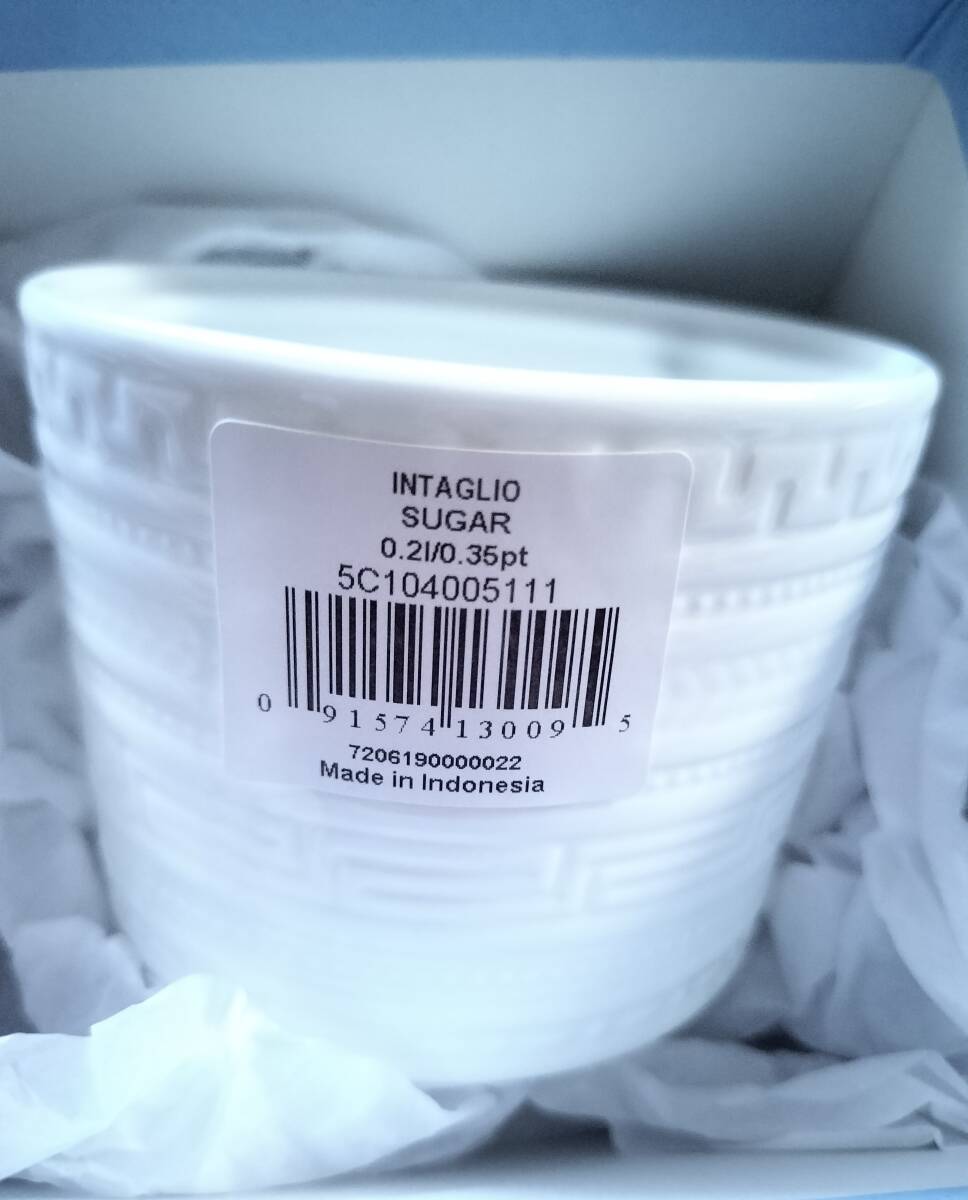 INTAGLIO
SUGAR
0.2l/0.35pt
5C104005111
0 91574 13009 5
7206190000022
Made in Indonesia